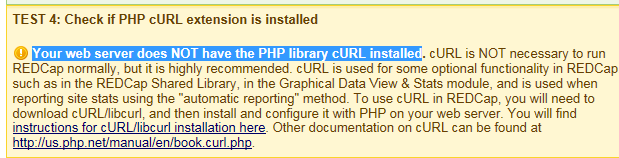 TEST 4: Check if PHP cURL extension is installed
Your web server does NOT have the PHP library cURL installed. cURL is NOT necessary to run
REDCap normally, but it is highly recommended. cURL is used for some optional functionality in REDCap
such as in the REDCap Shared Library, in the Graphical Data View & Stats module, and is used when
reporting site stats using the "automatic reporting" method. To use cURL in REDCap, you will need to
download cURL/libcurl, and then install and configure it with PHP on your web server. You will find
instructions for cURL/libcurl installation here. Other documentation on cURL can be found at
http://us.php.net/manual/en/book.curl.php.